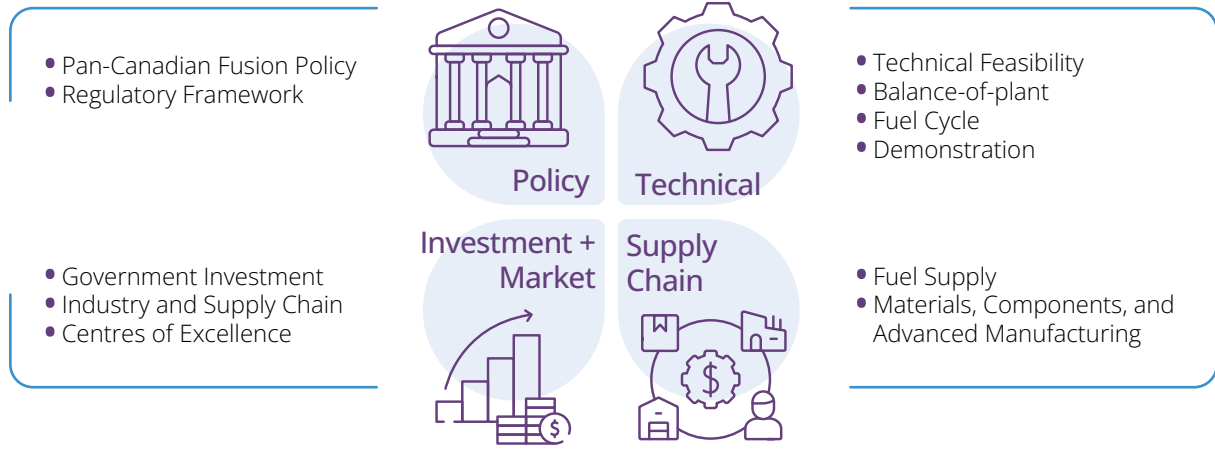 • Pan-Canadian Fusion Policy
• Regulatory Framework
Policy
Technical
• Technical Feasibility
• Balance-of-plant
• Fuel Cycle
• Demonstration
• Government Investment
• Industry and Supply Chain
• Centres of Excellence
Investment +
Market
Supply
Chain
$
$
• Fuel Supply
• Materials, Components, and
Advanced Manufacturing